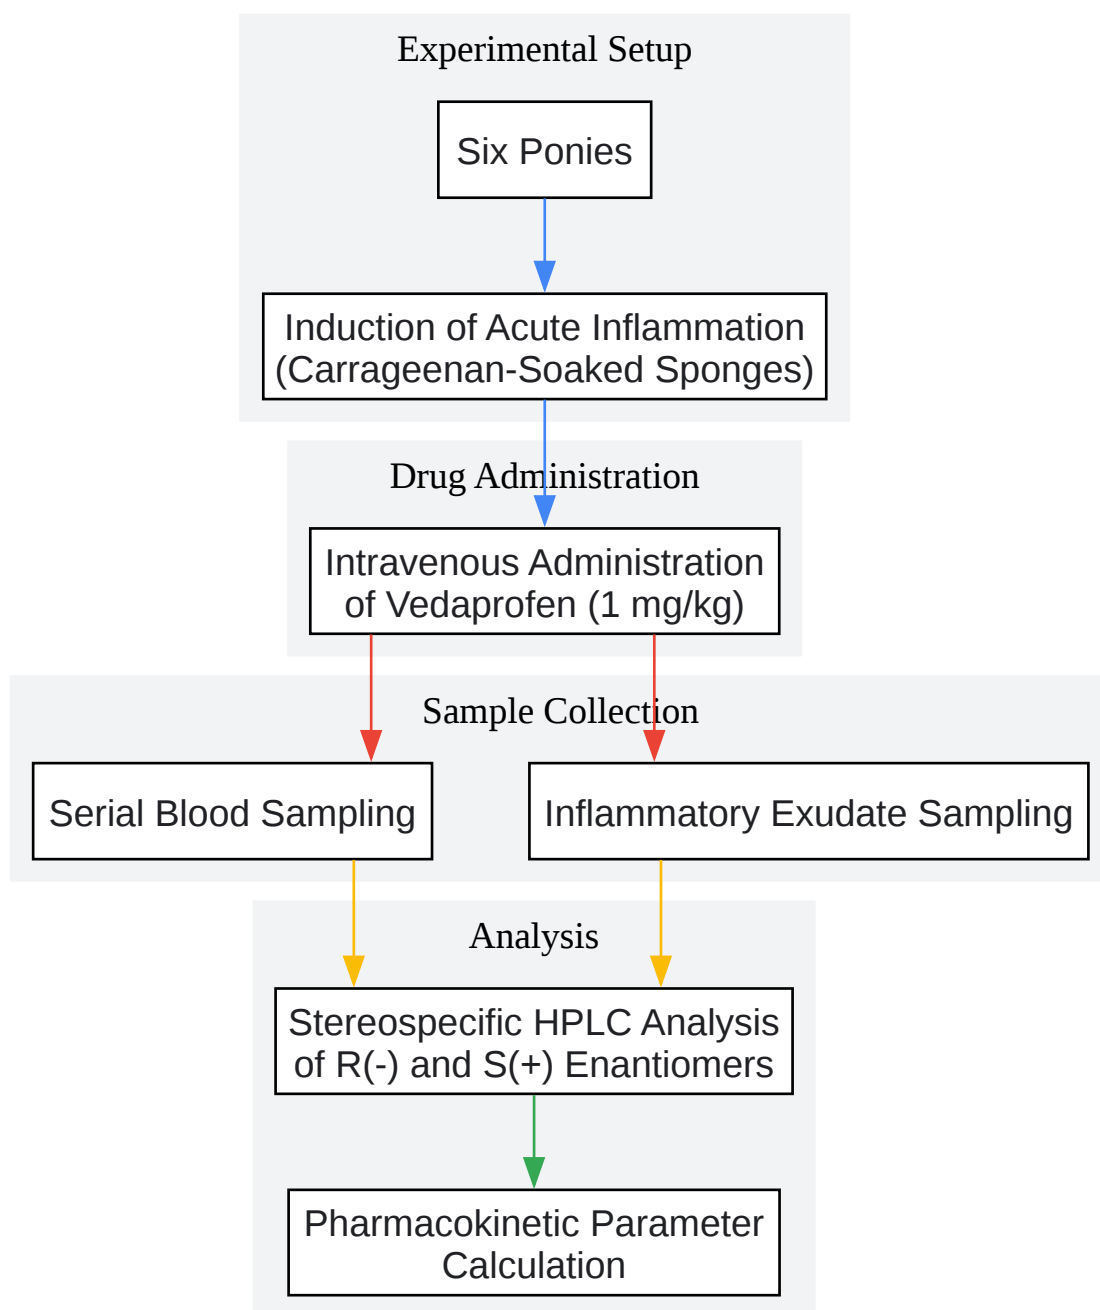 Experimental Setup
Six Ponies
Induction of Acute Inflammation
(Carrageenan-Soaked Sponges)
Drug Administration
Intravenous Administration
of Vedaprofen (1 mg/kg)
Sample Collection
Serial Blood Sampling
Inflammatory Exudate Sampling
Analysis
Stereospecific HPLC Analysis
of R(-) and S(+) Enantiomers
Pharmacokinetic Parameter
Calculation